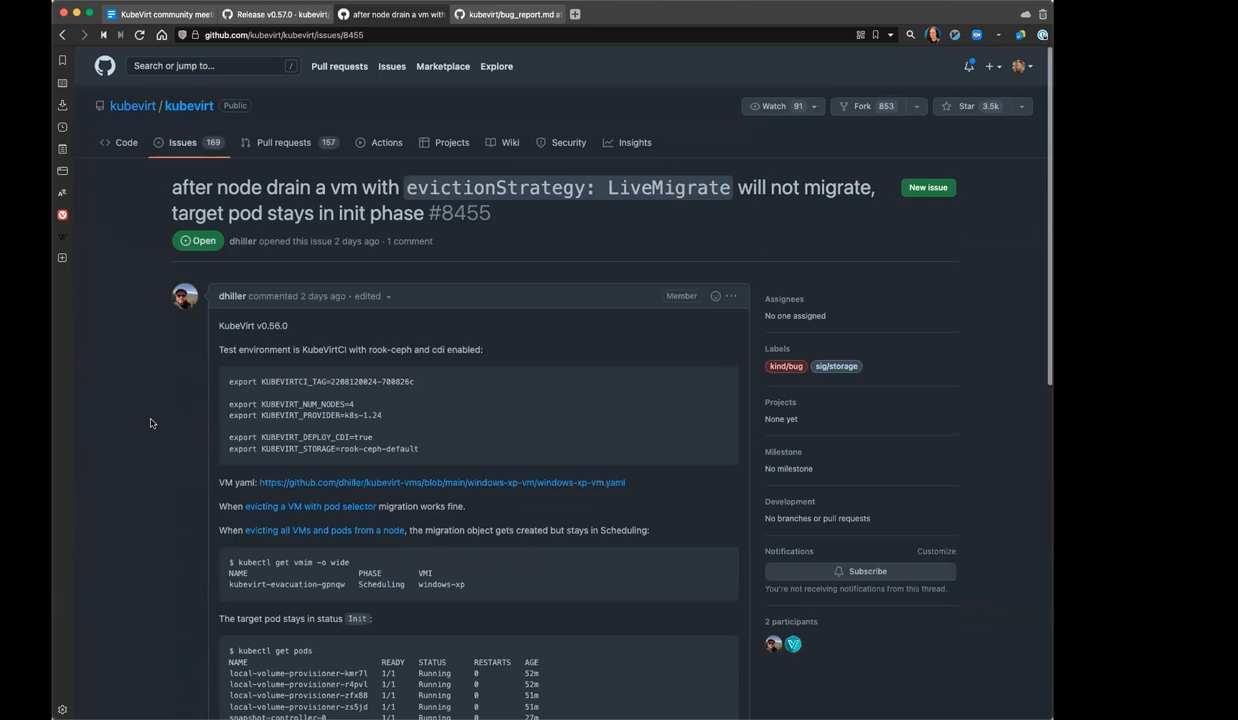 KubeVirt community meet
Release v0.57.0 · kubevirt/
after node drain a vm with
kubevirt/bug_report.md at
github.com/kubevirt/kubevirt/issues/8455
Search or jump to... /
Pull requests Issues Marketplace Explore
kubevirt / kubevirt Public
Watch 91 Fork 853 Star 3.5k
Code Issues 169 Pull requests 157 Actions Projects Wiki Security Insights
after node drain a vm with evictionStrategy: LiveMigrate will not migrate,
target pod stays in init phase #8455
New issue
Open dhiller opened this issue 2 days ago · 1 comment
dhiller commented 2 days ago · edited Member
KubeVirt v0.56.0
Test environment is KubeVirtCI with rook-ceph and cdi enabled:
export KUBEVIRTCI_TAG=2208120024-700826c
export KUBEVIRT_NUM_NODES=4
export KUBEVIRT_PROVIDER=k8s-1.24
export KUBEVIRT_DEPLOY_CDI=true
export KUBEVIRT_STORAGE=rook-ceph-default
VM yaml: https://github.com/dhiller/kubevirt-vms/blob/main/windows-xp-vm/windows-xp-vm.yaml
When evicting a VM with pod selector migration works fine.
When evicting all VMs and pods from a node, the migration object gets created but stays in Scheduling:
$ kubectl get vmim -o wide
NAME PHASE VMI
kubevirt-evacuation-gpnqw Scheduling windows-xp
The target pod stays in status Init:
$ kubectl get pods
NAME READY STATUS RESTARTS AGE
local-volume-provisioner-kmr7l 1/1 Running 0 52m
local-volume-provisioner-r4pvl 1/1 Running 0 52m
local-volume-provisioner-zfx88 1/1 Running 0 51m
local-volume-provisioner-zs5jd 1/1 Running 0 51m
snapshot-controller-0 1/1 Running 0 27m
Assignees
No one assigned
Labels
kind/bug sig/storage
Projects
None yet
Milestone
No milestone
Development
No branches or pull requests
Notifications Customize
Subscribe
You're not receiving notifications from this thread.
2 participants